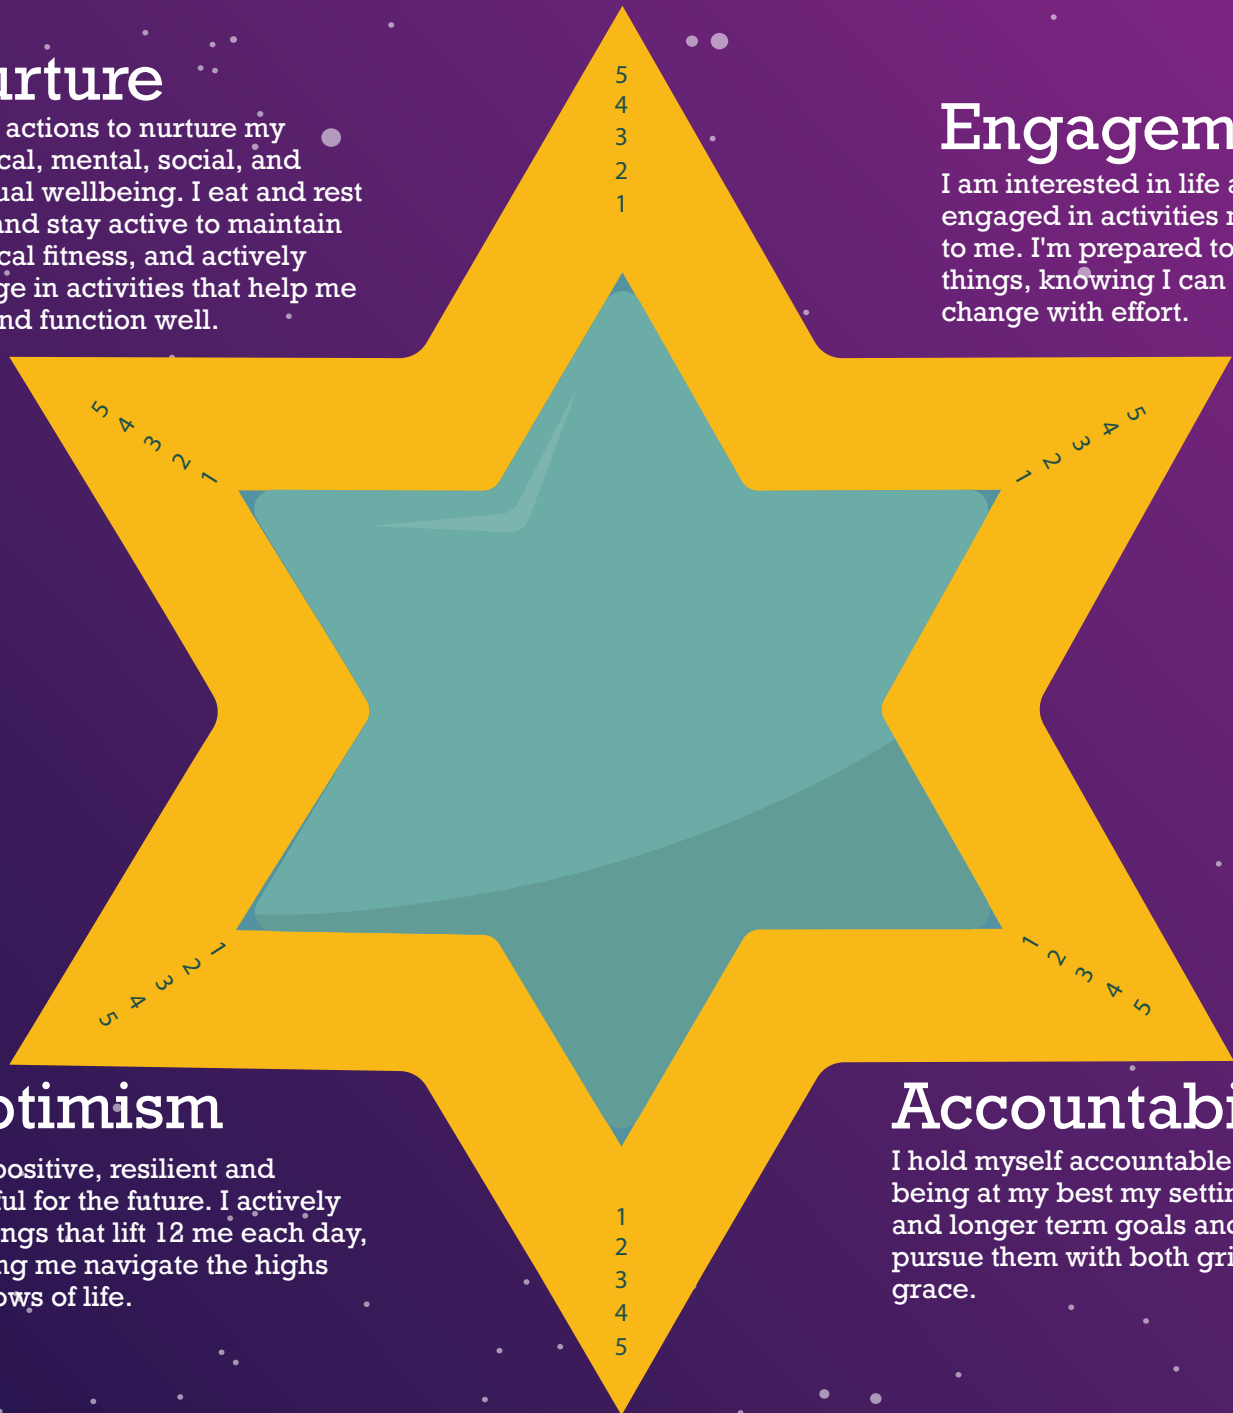 urture
actions to nurture my
cal, mental, social, and
ual wellbeing. I eat and rest
and stay active to maintain
cal fitness, and actively
ge in activities that help me
nd function well.
5
4
3
2
1
Engagem
I am interested in life a
engaged in activities
to me. I'm prepared to
things, knowing I can
change with effort.
5 4 3 2 1
1 2 3 4 5
5 4 3 2 1
1 2 3 4 5
otimism
positive, resilient and
ful for the future. I actively
ngs that lift 12 me each day,
ng me navigate the highs
ows of life.
1
2
3
4
5
Accountabi
I hold myself accountable
being at my best my settin
and longer term goals and
pursue them with both gri
grace.